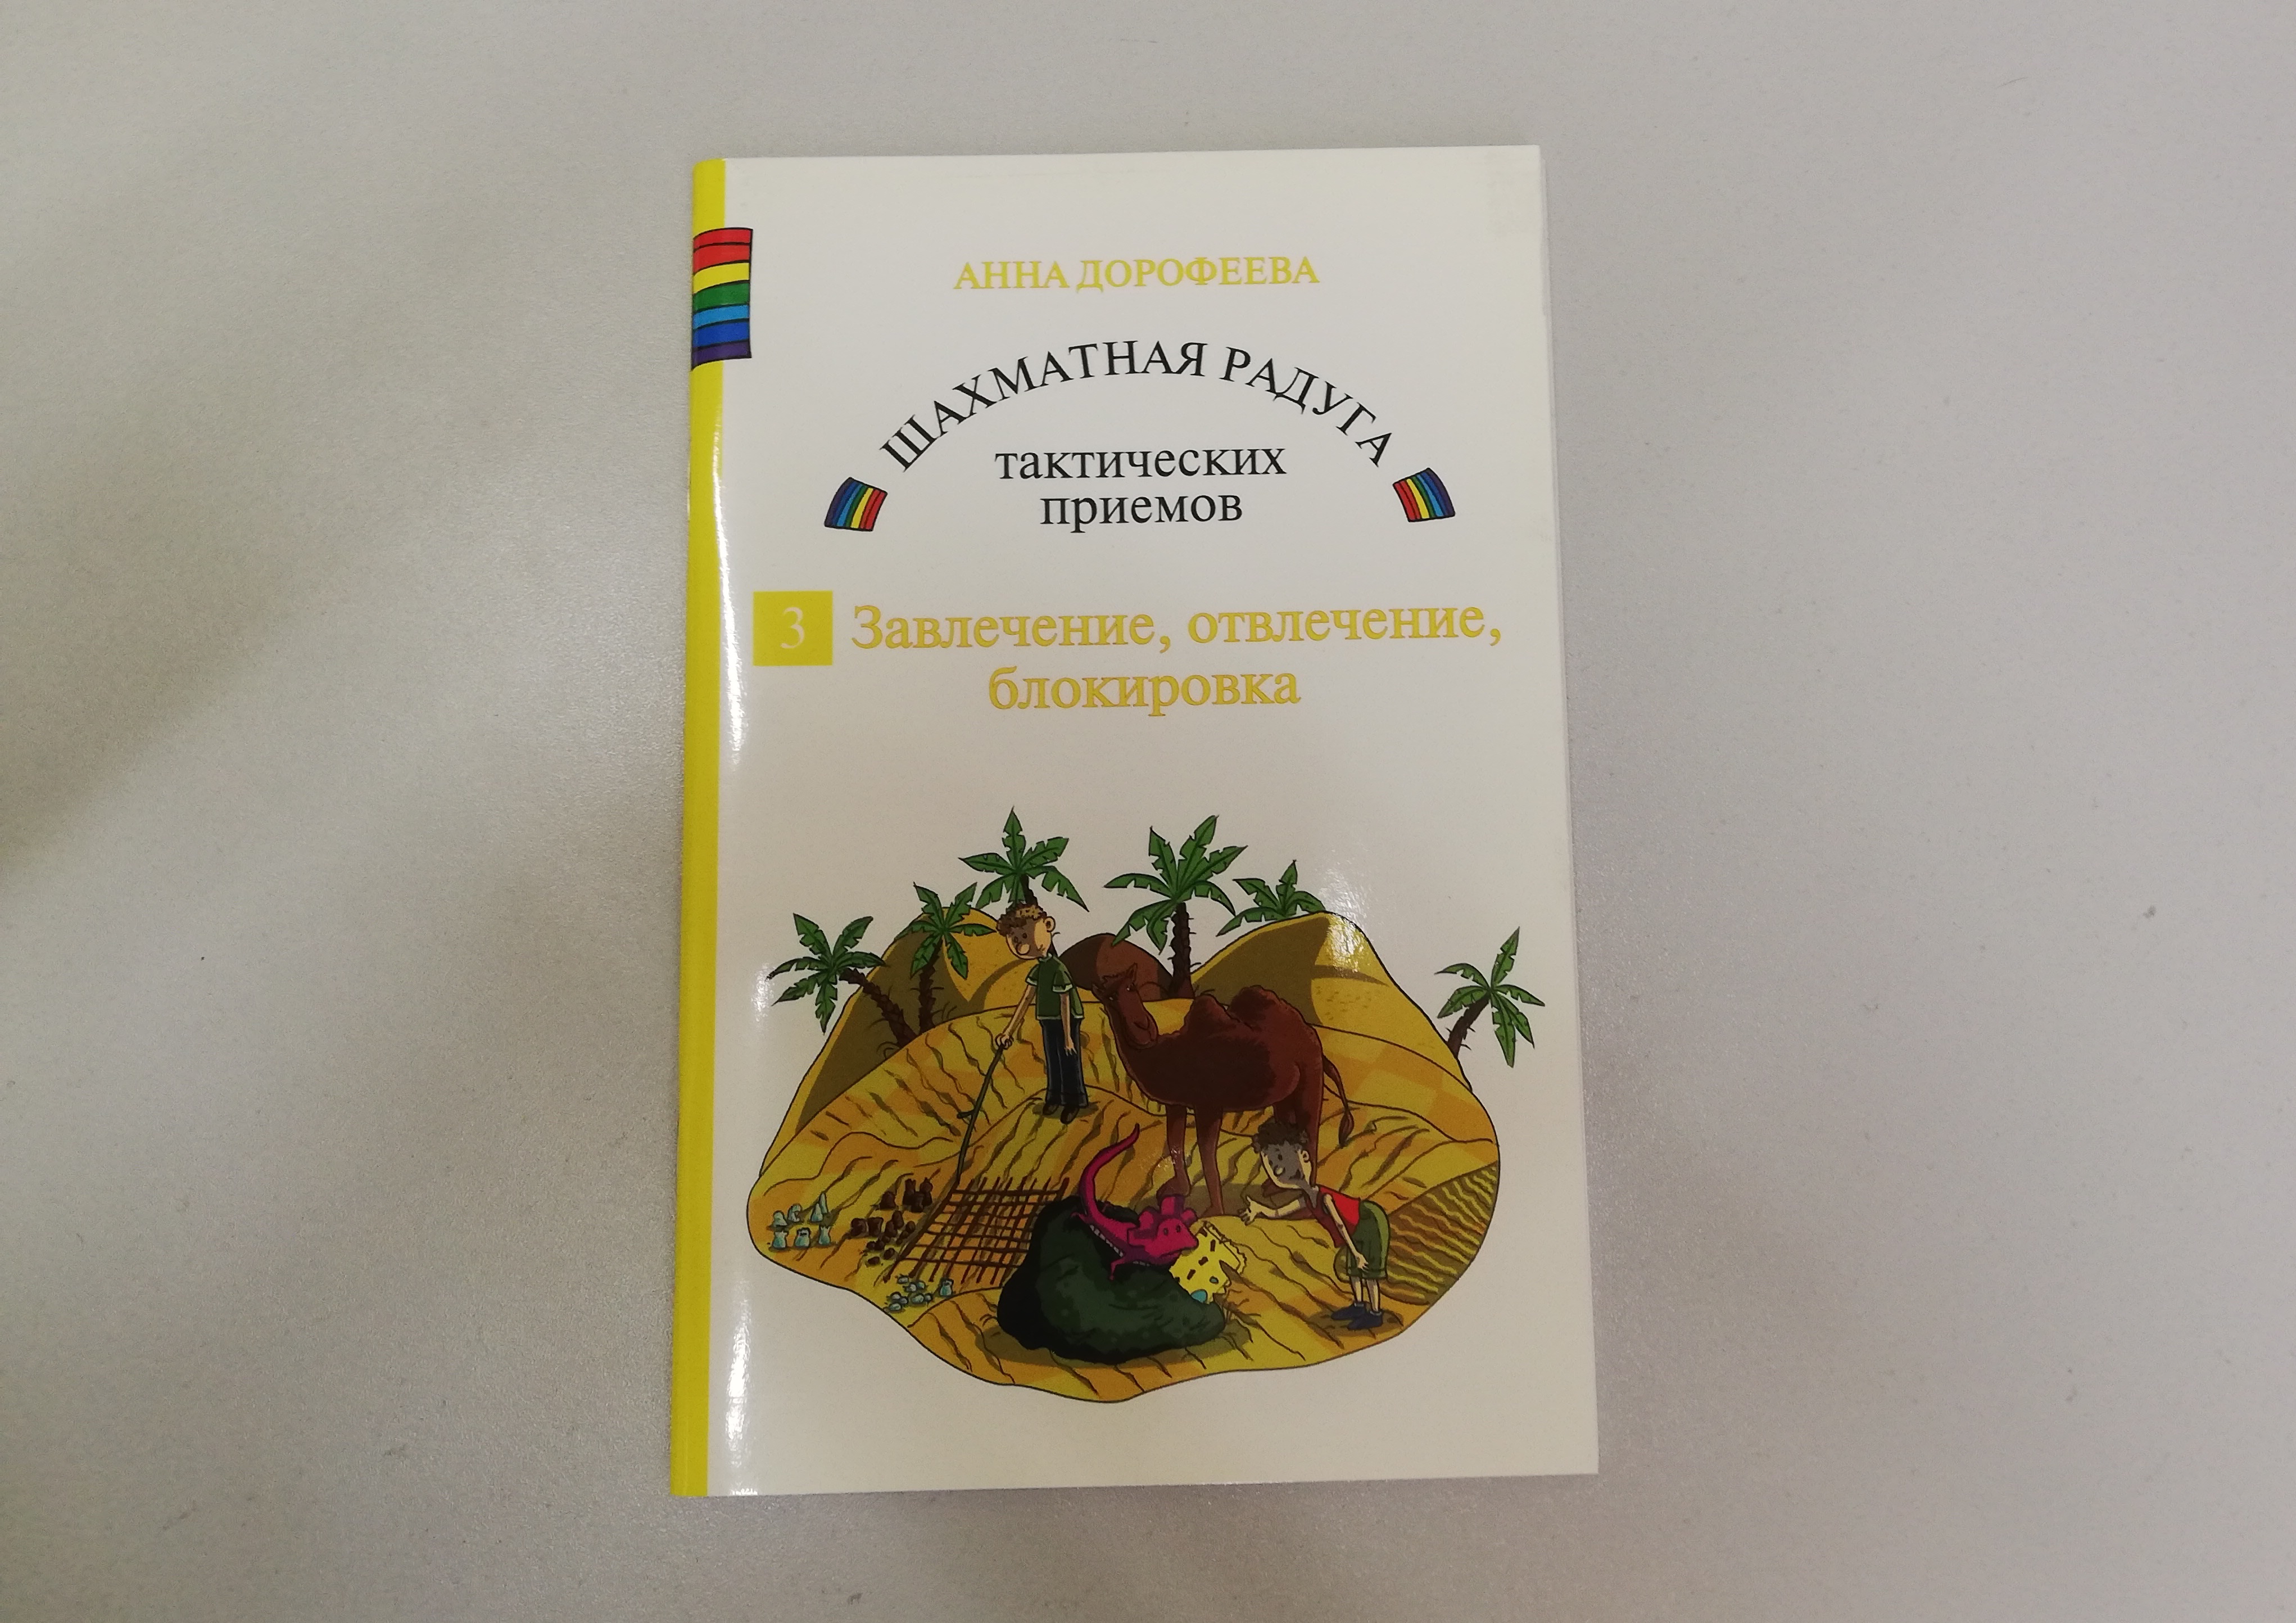 АННА ДОРОФЕЕВА
ШАХМАТНАЯ РАДУГА
тактических
приемов
3 Завлечение, отвлечение,
блокировка